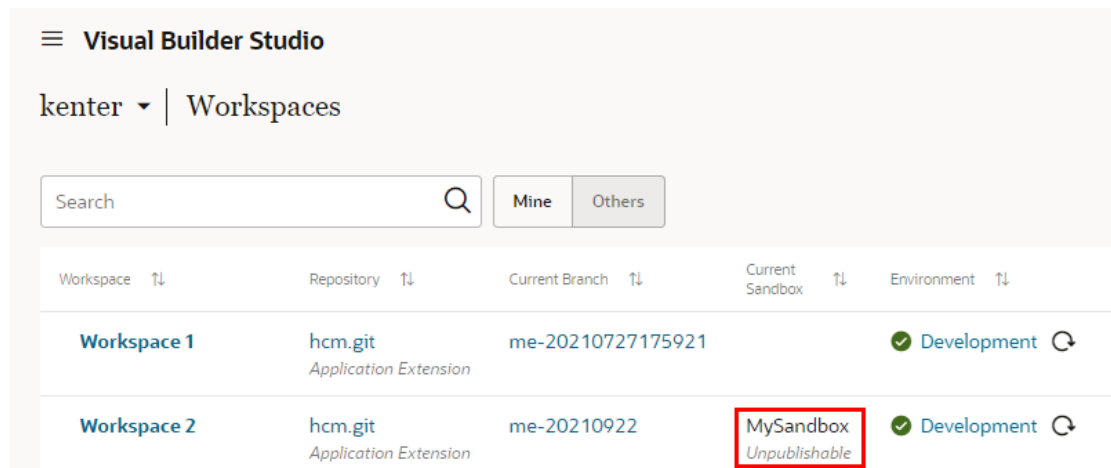 Visual Builder Studio
kenter | Workspaces
Search Mine Others
Workspace Repository Current Branch Current Sandbox Environment
Workspace 1 hcm.git me-20210727175921 Development
Application Extension
Workspace 2 hcm.git me-20210922 MySandbox Development
Application Extension Unpublishable